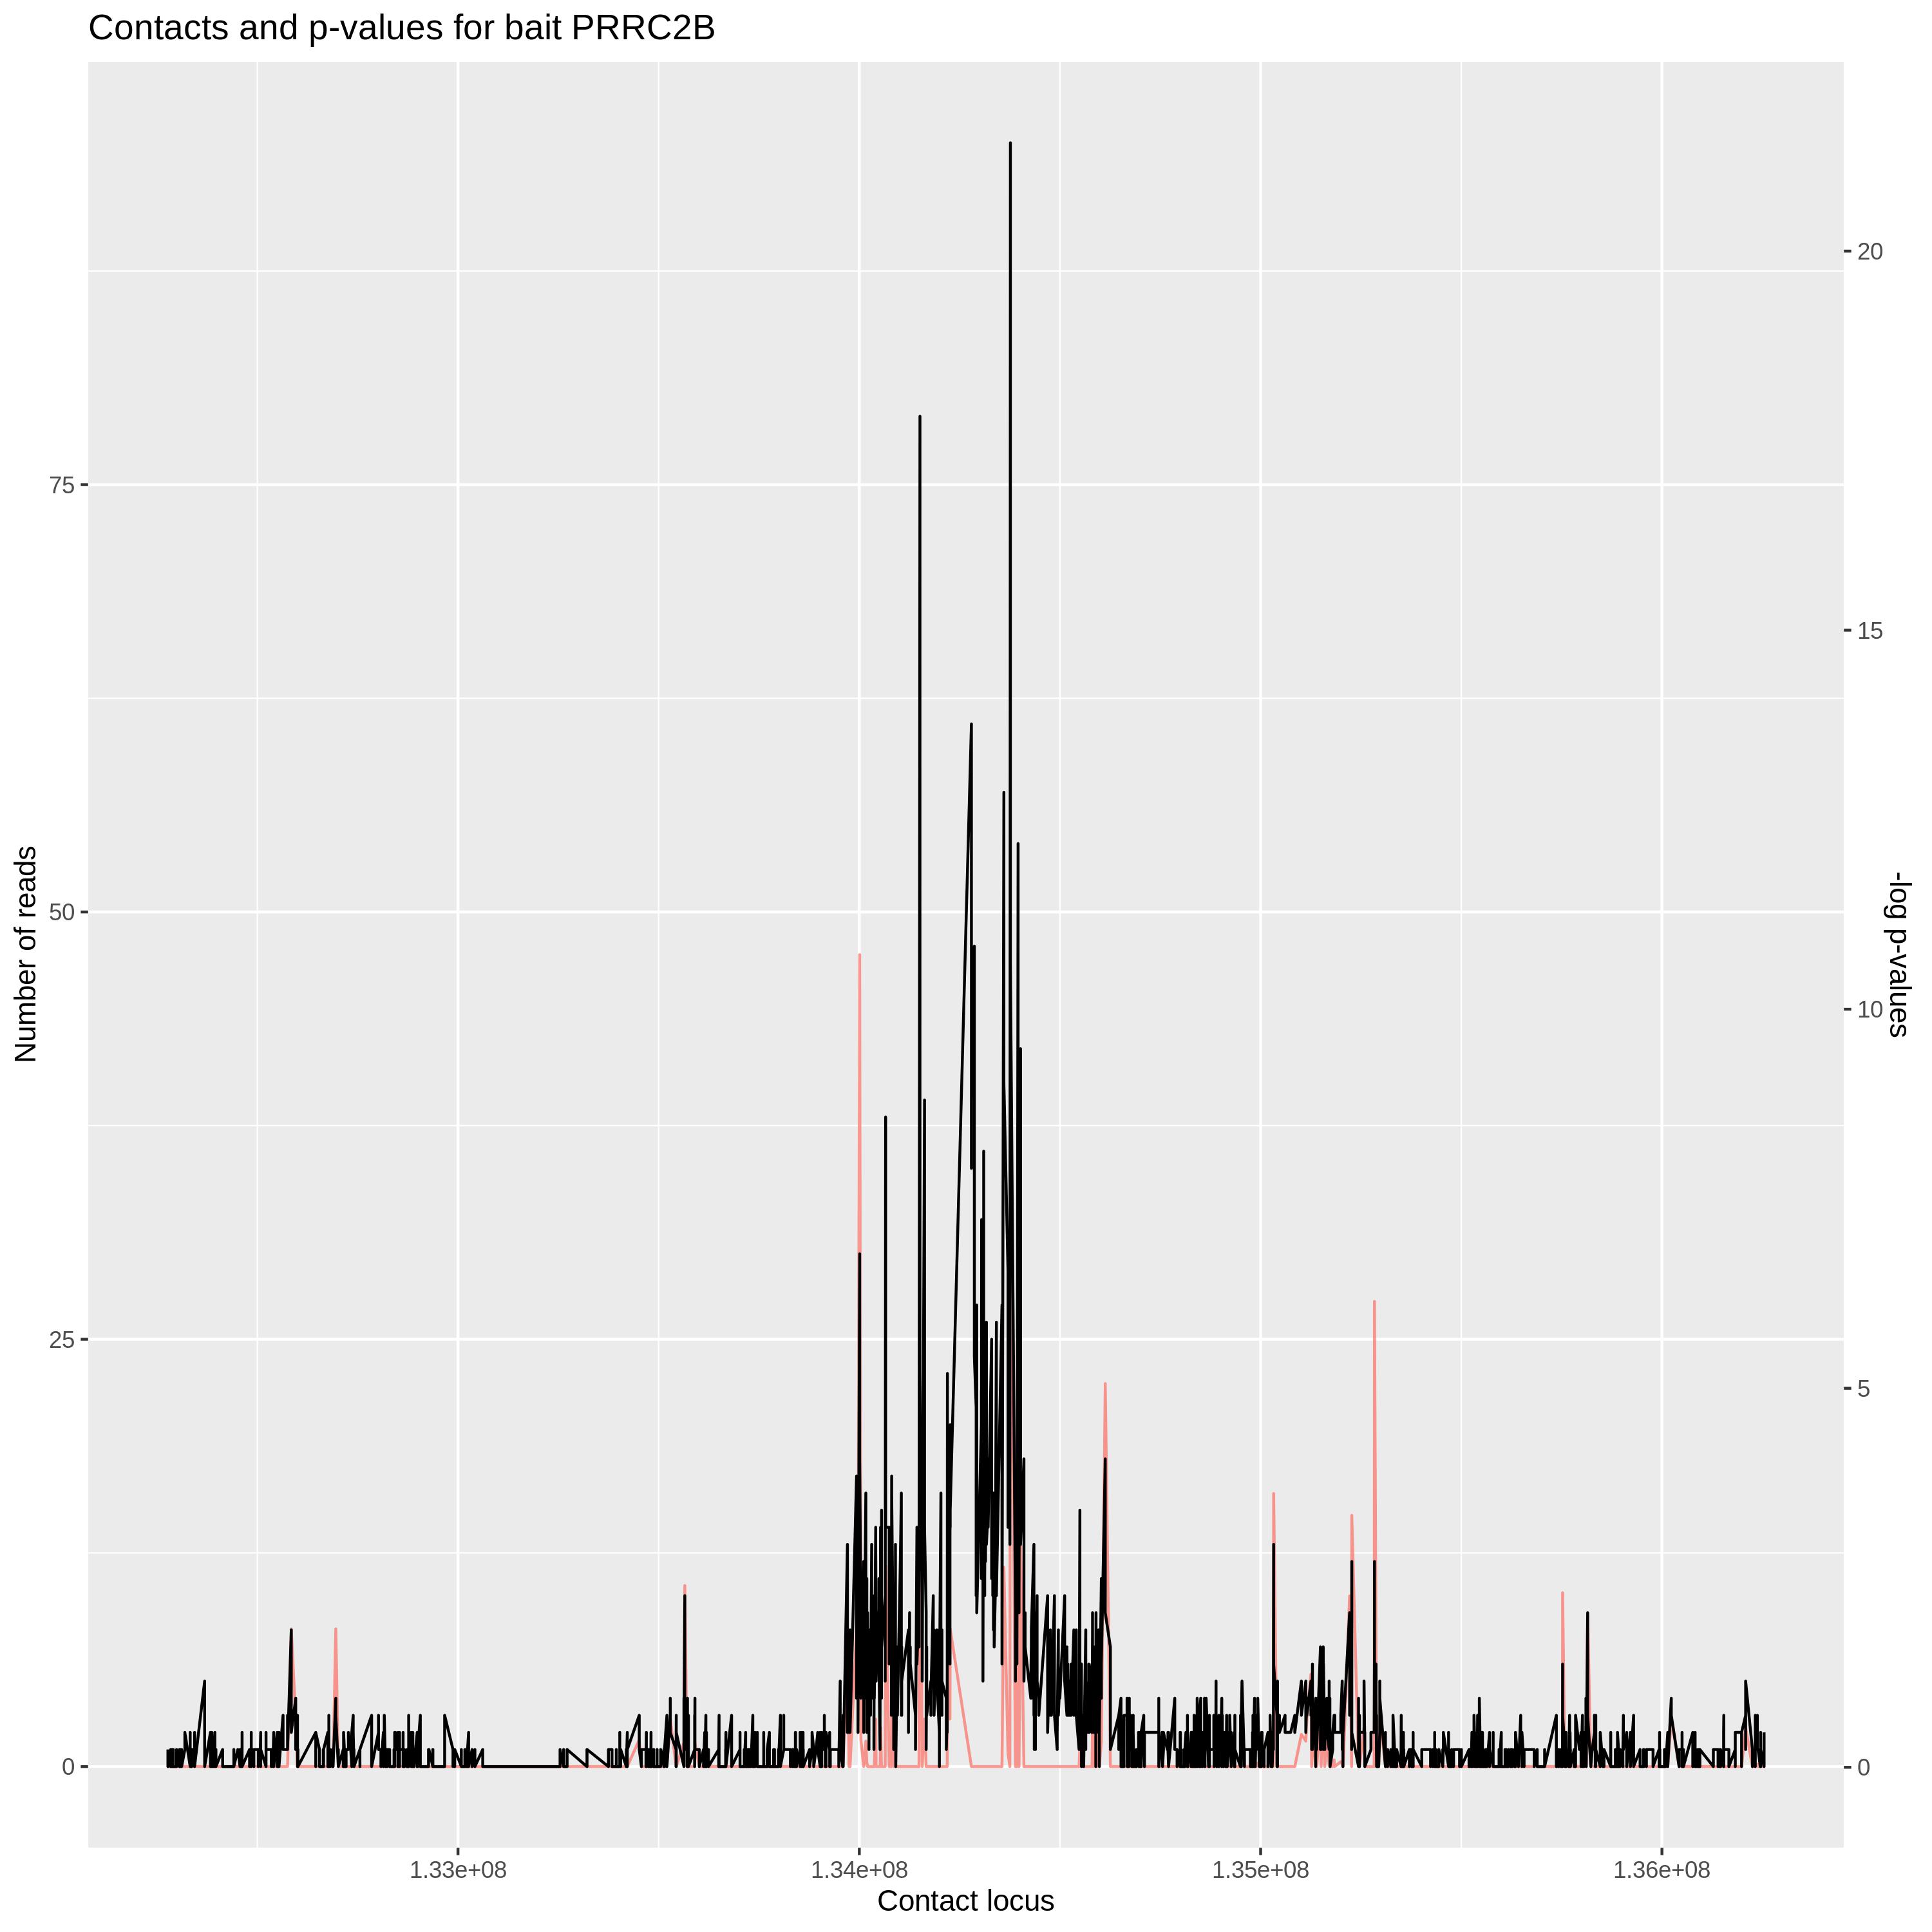 Contacts and p-values for bait PRRC2B
20
75
15
Number of reads
50
-log p-values
10
25
5
0
0
1.33e+08
1.34e+08
1.35e+08
1.36e+08
Contact locus